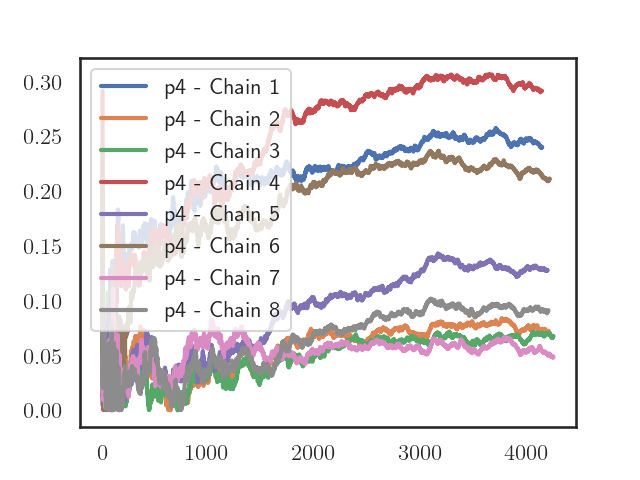 0.30
0.25
0.20
0.15
0.10
0.05
0.00
p4 - Chain 1
p4 - Chain 2
p4 - Chain 3
p4 - Chain 4
p4 - Chain 5
p4 - Chain 6
p4 - Chain 7
p4 - Chain 8
0 1000 2000 3000 4000